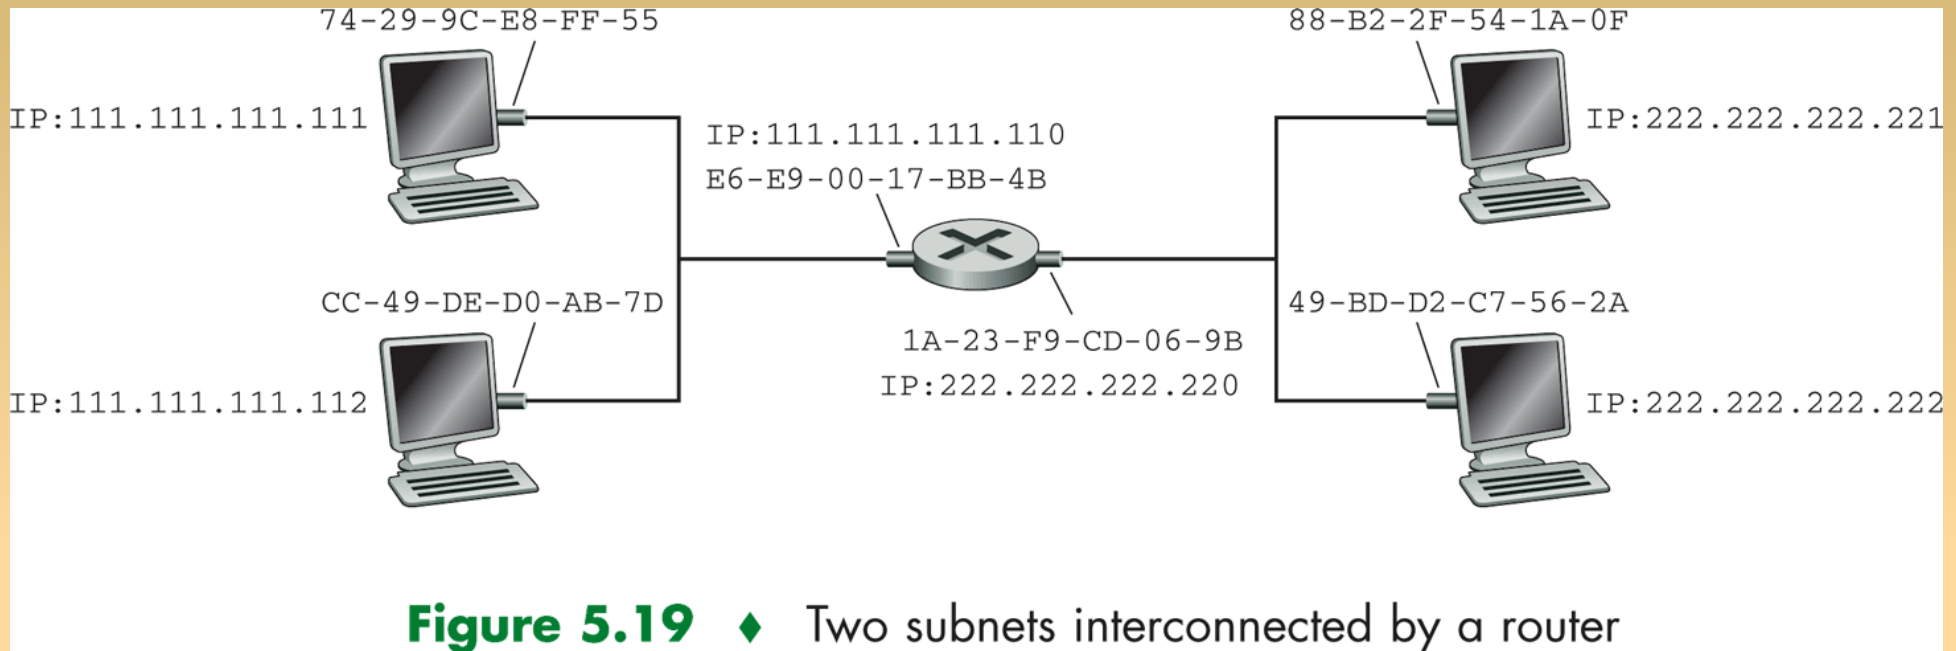 74-29-9C-E8-FF-55
88-B2-2F-54-1A-0F
IP:111.111.111.111
IP:111.111.111.110
E6-E9-00-17-BB-4B
IP:222.222.222.221
CC-49-DE-D0-AB-7D
49-BD-D2-C7-56-2A
1A-23-F9-CD-06-9B
IP:222.222.222.220
IP:111.111.111.112
IP:222.222.222.222
Figure 5.19 ♦ Two subnets interconnected by a router